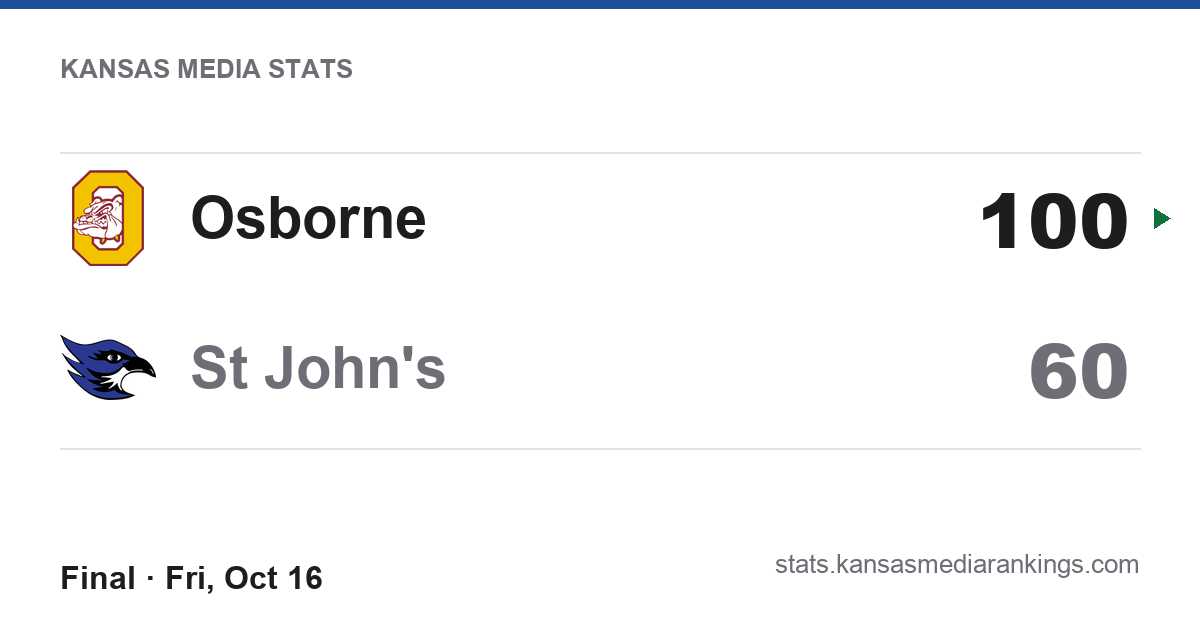 KANSAS MEDIA STATS
Osborne 100
St John's 60
Final · Fri, Oct 16
stats.kansasmediarankings.com